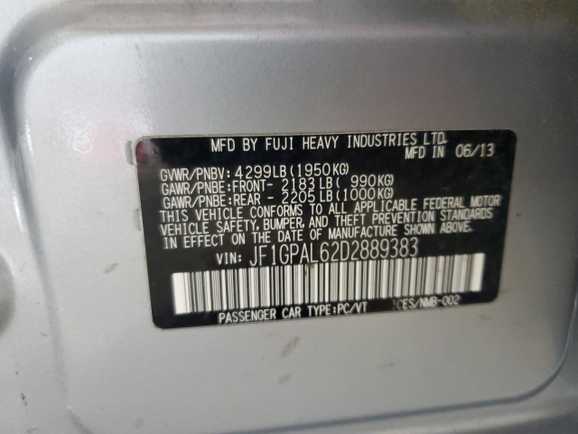 MFD BY FUJI HEAVY INDUSTRIES LTD.
MFD IN 06/13
GVWR/PNBV: 4299LB(1950KG)
GAWR/PNBE:FRONT- 2183LB( 990KG)
GAWR/PNBE:REAR - 2205LB(1000KG)
THIS VEHICLE CONFORMS TO ALL APPLICABLE FEDERAL MOTOR
VEHICLE SAFETY, BUMPER, AND THEFT PREVENTION STANDARDS
IN EFFECT ON THE DATE OF MANUFACTURE SHOWN ABOVE.
VIN: JF1GPAL62D2889383
PASSENGER CAR TYPE:PC/VT CES/NMB-002